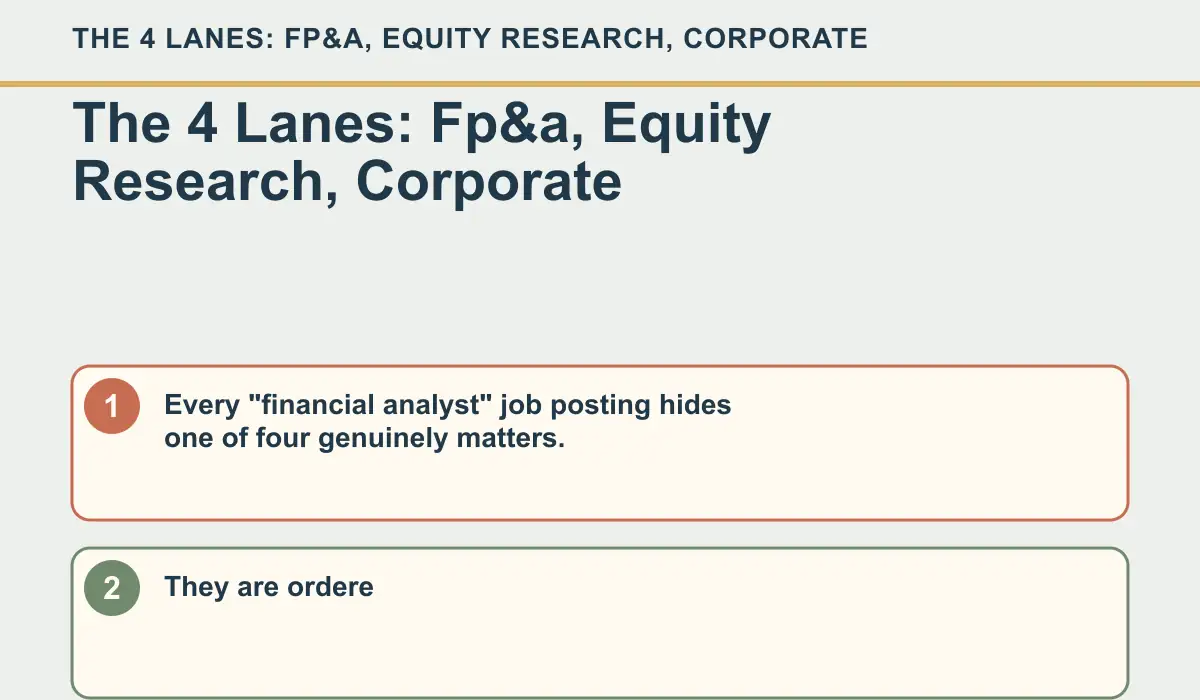 THE 4 LANES: FP&A, EQUITY RESEARCH, CORPORATE
The 4 Lanes: Fp&a, Equity
Research, Corporate
1
Every "financial analyst" job posting hides
one of four genuinely matters.
2
They are ordere